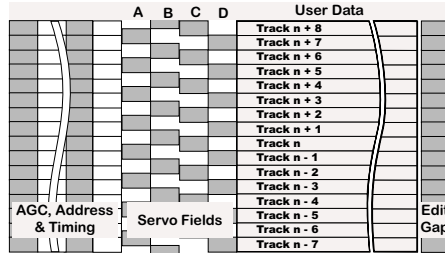 A B C D User Data
Track n + 8
Track n + 7
Track n + 6
Track n + 5
Track n + 4
Track n + 3
Track n + 2
Track n + 1
Track n
Track n - 1
Track n - 2
Track n - 3
Track n - 4
Track n - 5
Track n - 6
Track n - 7
AGC, Address
& Timing
Servo Fields
Edit
Gap